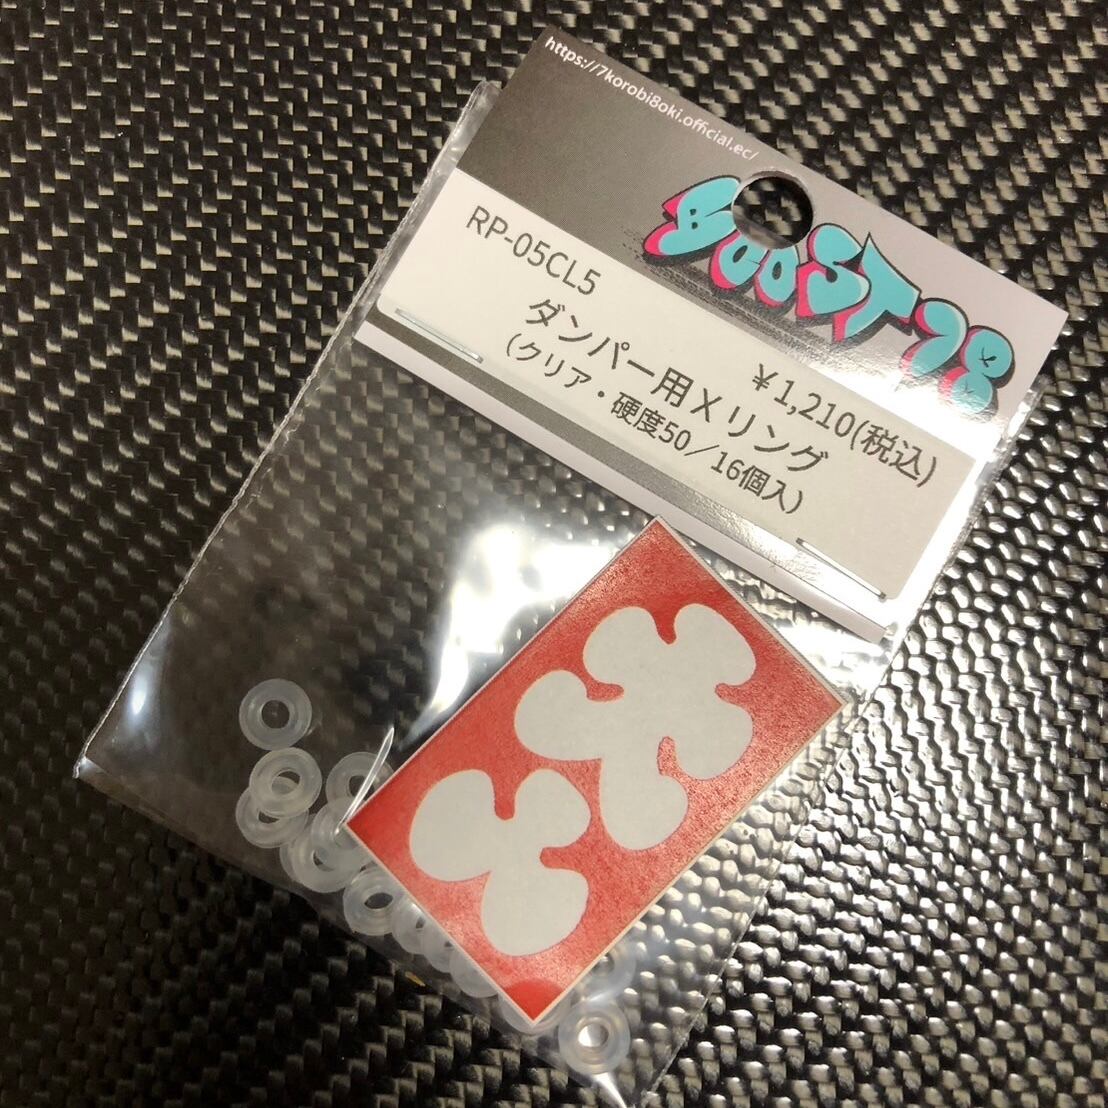 https://7korobi8oki.official.ec/
BOOST78
RP-05CL5
¥1,210(税込)
ダンパー用Xリング
(クリア・硬度50／16個入)